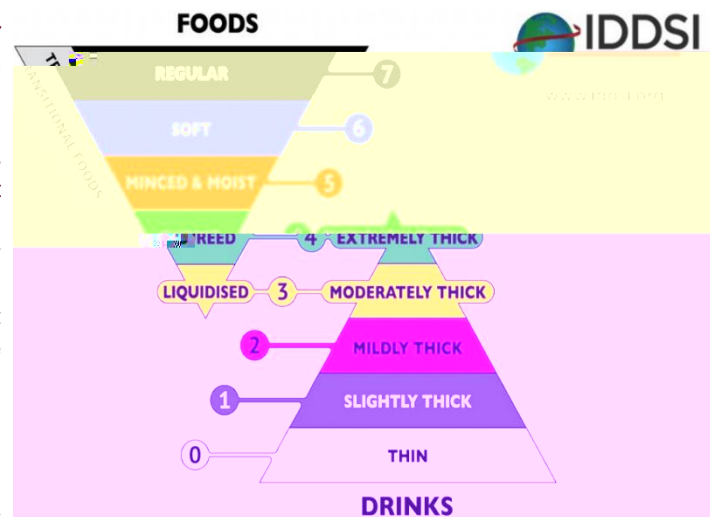 FOODS
IDDSI
REGULAR
7
SOFT
6
MINCED & MOIST
5
4
EXTREMELY THICK
LIQUIDISED
3
MODERATELY THICK
2
MILDLY THICK
1
SLIGHTLY THICK
0
THIN
DRINKS